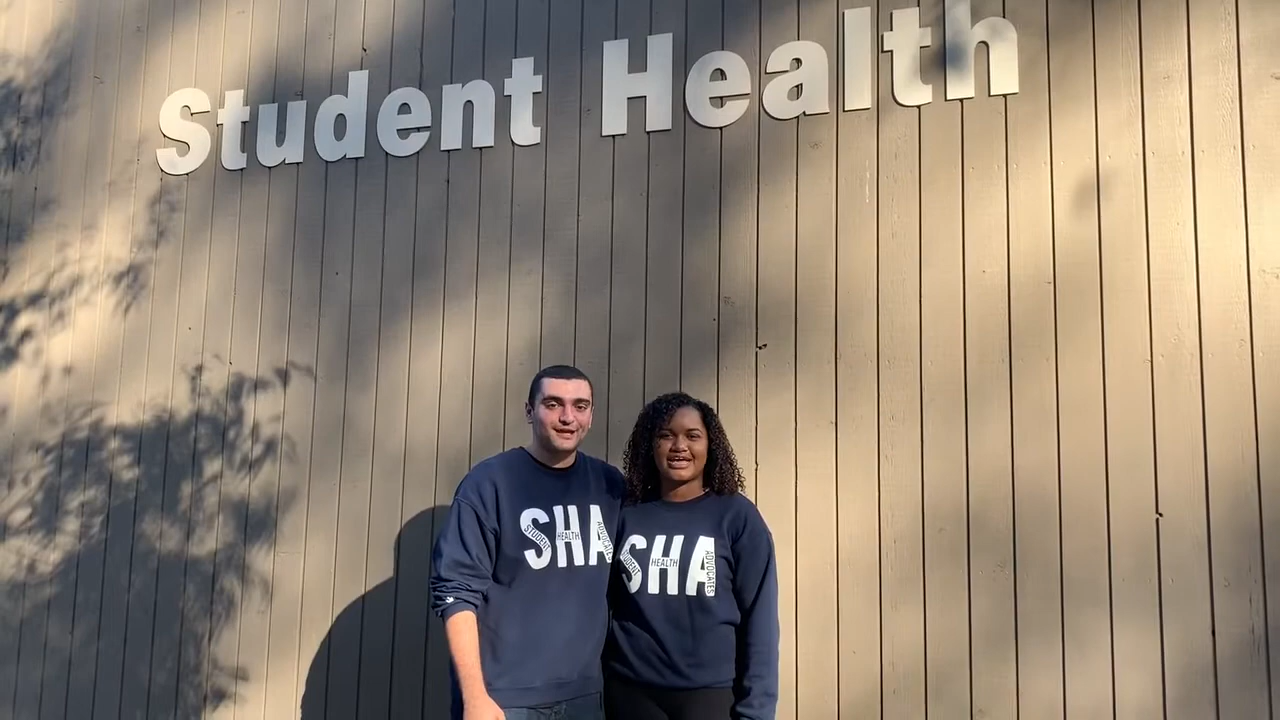 Student Health
SHA
STUDENT
HEALTH
ADVOCATES
SHA
STUDENT
HEALTH
ADVOCATES